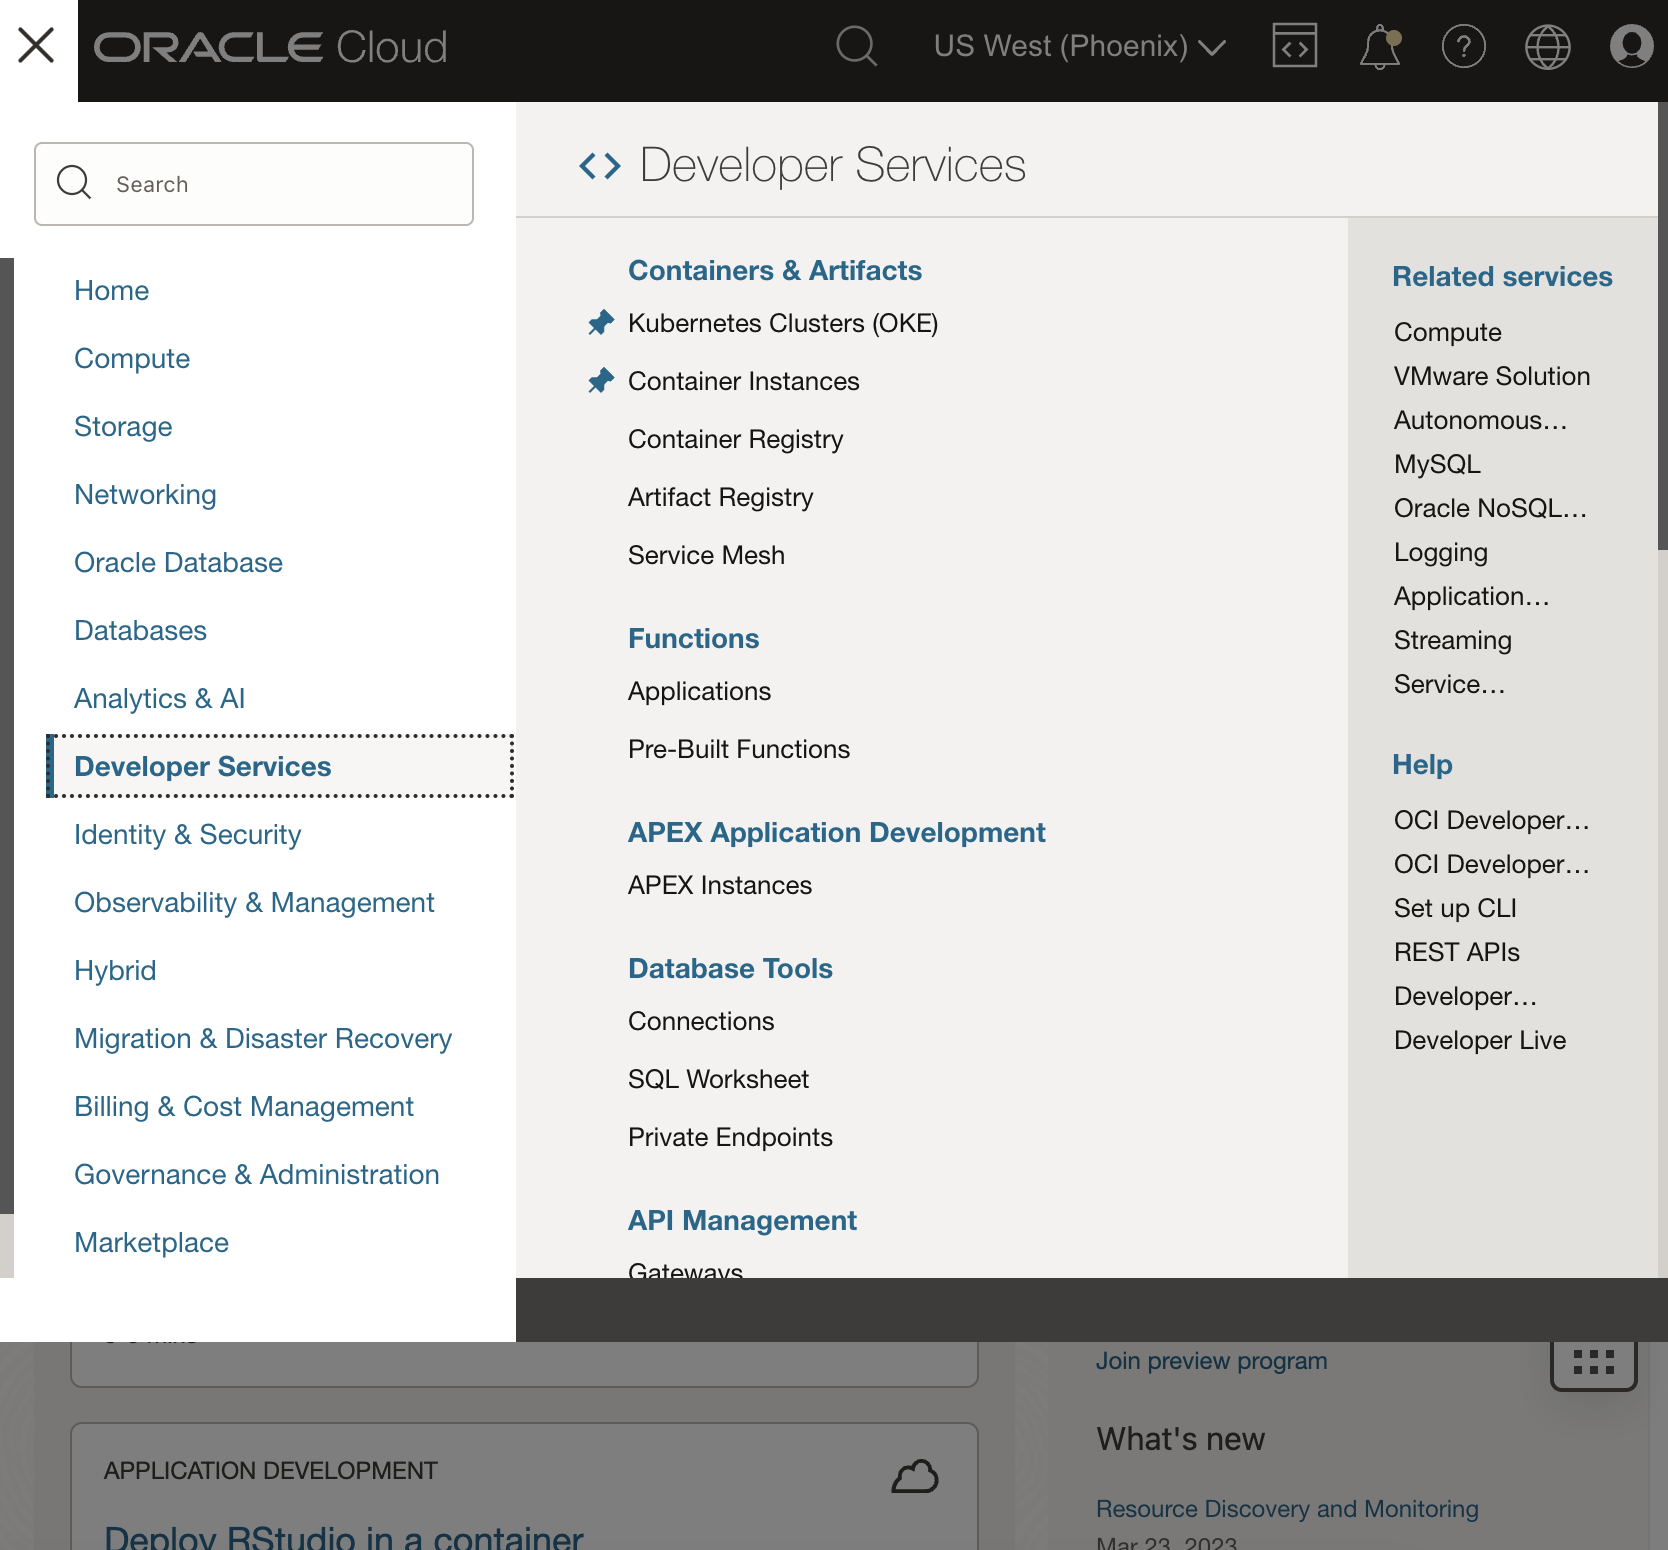 ORACLE Cloud
US West (Phoenix)
Search
Home
Compute
Storage
Networking
Oracle Database
Databases
Analytics & AI
Developer Services
Identity & Security
Observability & Management
Hybrid
Migration & Disaster Recovery
Billing & Cost Management
Governance & Administration
Marketplace
Developer Services
Containers & Artifacts
Kubernetes Clusters (OKE)
Container Instances
Container Registry
Artifact Registry
Service Mesh
Functions
Applications
Pre-Built Functions
APEX Application Development
APEX Instances
Database Tools
Connections
SQL Worksheet
Private Endpoints
API Management
Gateways
Related services
Compute
VMware Solution
Autonomous...
MySQL
Oracle NoSQL...
Logging
Application...
Streaming
Service...
Help
OCI Developer...
OCI Developer...
Set up CLI
REST APIs
Developer...
Developer Live
APPLICATION DEVELOPMENT
Deploy RStudio in a container
Join preview program
What's new
Resource Discovery and Monitoring
Mar 23, 2023